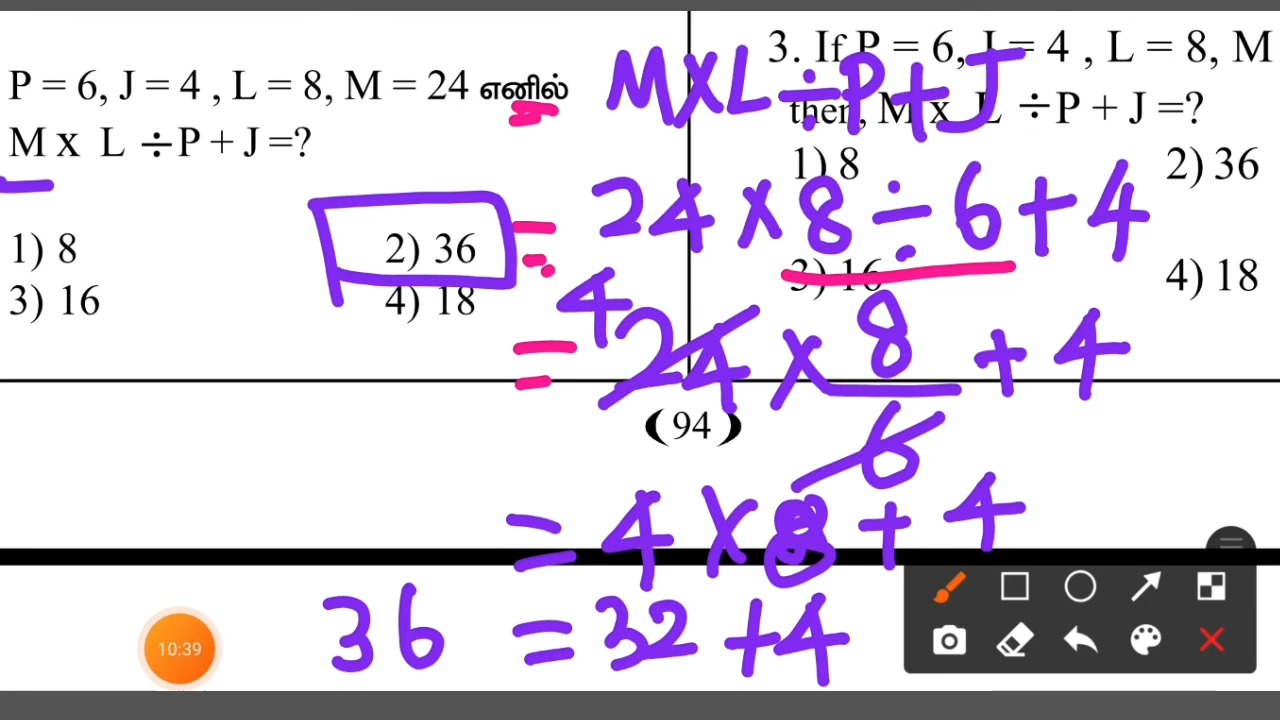 P = 6, J = 4 , L = 8, M = 24 எனில்
M x L ÷ P + J =?
1) 8
2) 36
3) 16
4) 18
3. If P = 6, J = 4 , L = 8, M
then, M x L ÷ P + J =?
1) 8
2) 36
3) 16
4) 18
(94)
M X L ÷ P + J
= 24 x 8 ÷ 6 + 4
= 4 24 x 8/6 + 4
= 4 x 8 + 4
36 = 32 + 4
10:39